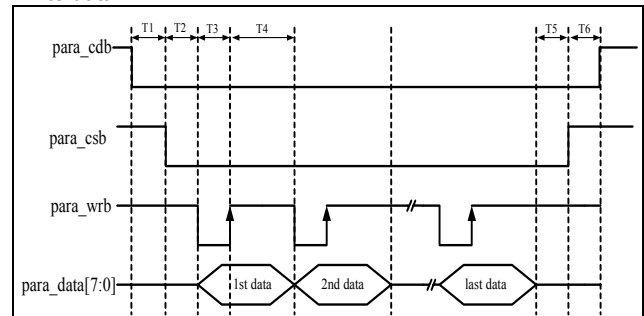 T1 T2 T3 T4 T5 T6
para_cdb
para_csb
para_wrb
para_data[7:0] 1st data 2nd data last data